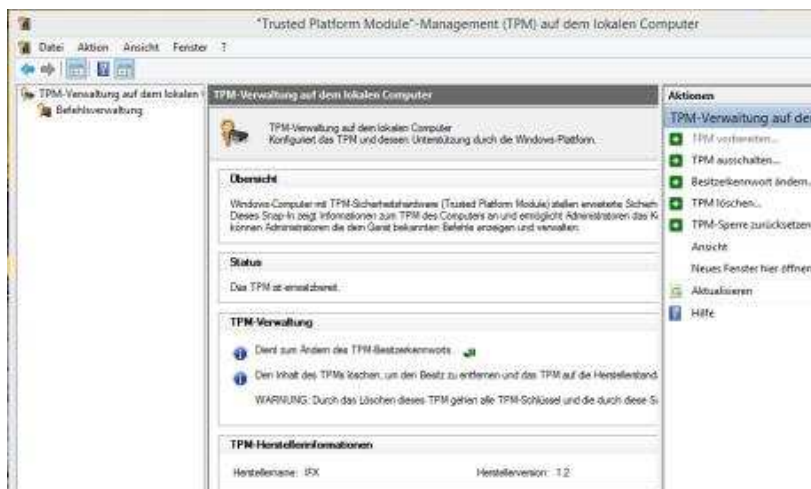 "Trusted Platform Module"-Management (TPM) auf dem lokalen Computer
Datei Aktion Ansicht Fenster ?
TPM-Verwaltung auf dem lokalen
Befehlsverwaltung
TPM-Verwaltung auf dem lokalen Computer
TPM-Verwaltung auf dem lokalen Computer
Konfiguriert das TPM und dessen Unterstützung durch die Windows-Plattform.
Übersicht
Windows-Computer mit TPM-Sicherheitshardware (Trusted Platform Module) stellen erweiterte Sicherh
Dieses Snap-In zeigt Informationen zum TPM des Computers an und ermöglicht Administratoren das K
können Administratoren die dem Gerät bekannten Befehle anzeigen und verwalten.
Status
Das TPM ist einsatzbereit.
TPM-Verwaltung
Dient zum Ändern des TPM-Besitzerkennworts
Den Inhalt des TPMs löschen, um den Besitz zu entfernen und das TPM auf die Herstellerstand
WARNUNG: Durch das Löschen dieses TPM gehen alle TPM-Schlüssel und die durch diese S
TPM-Herstellerinformationen
Herstellername: IFX Herstellerversion: 1.2
Aktionen
TPM-Verwaltung auf de
TPM vorbereiten...
TPM ausschalten...
Besitzerkennwort ändern.
TPM löschen...
TPM-Sperre zurücksetzen
Ansicht
Neues Fenster hier öffnen
Aktualisieren
Hilfe